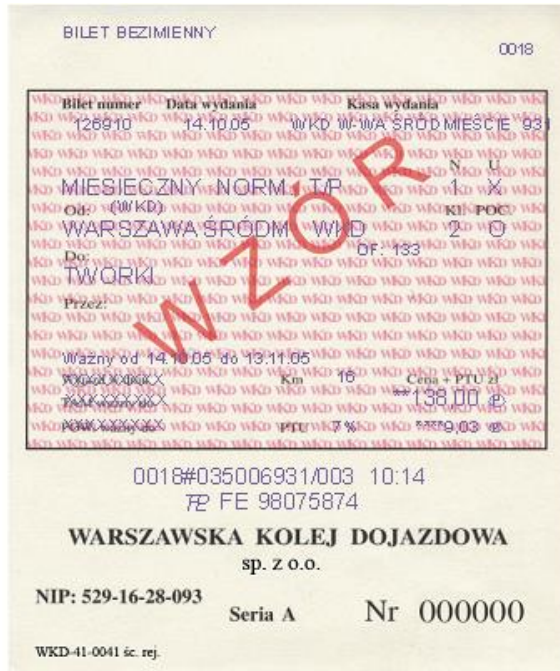 BILET BEZIMIENNY
0018
Bilet numer Data wydania Kasa wydania
126910 14.10.05 WKD W-WA ŚRÓDMIEŚCIE 931
N U
MIESIECZNY NORM. T/P 1 X
Od: (WKD) Kl. POC.
WARSZAWA ŚRÓDM WKD 2 O
Do: OF: 133
TWORKI
Przez:
WZÓR
Ważny od 14.10.05 do 13.11.05
Km 16 Cena + PTU zł
**138,00
PTU 7% ****9,03
0018#035006931/003 10:14
FE 98075874
WARSZAWSKA KOLEJ DOJAZDOWA
sp. z o.o.
NIP: 529-16-28-093
Seria A Nr 000000
WKD-41-0041 śc. rej.